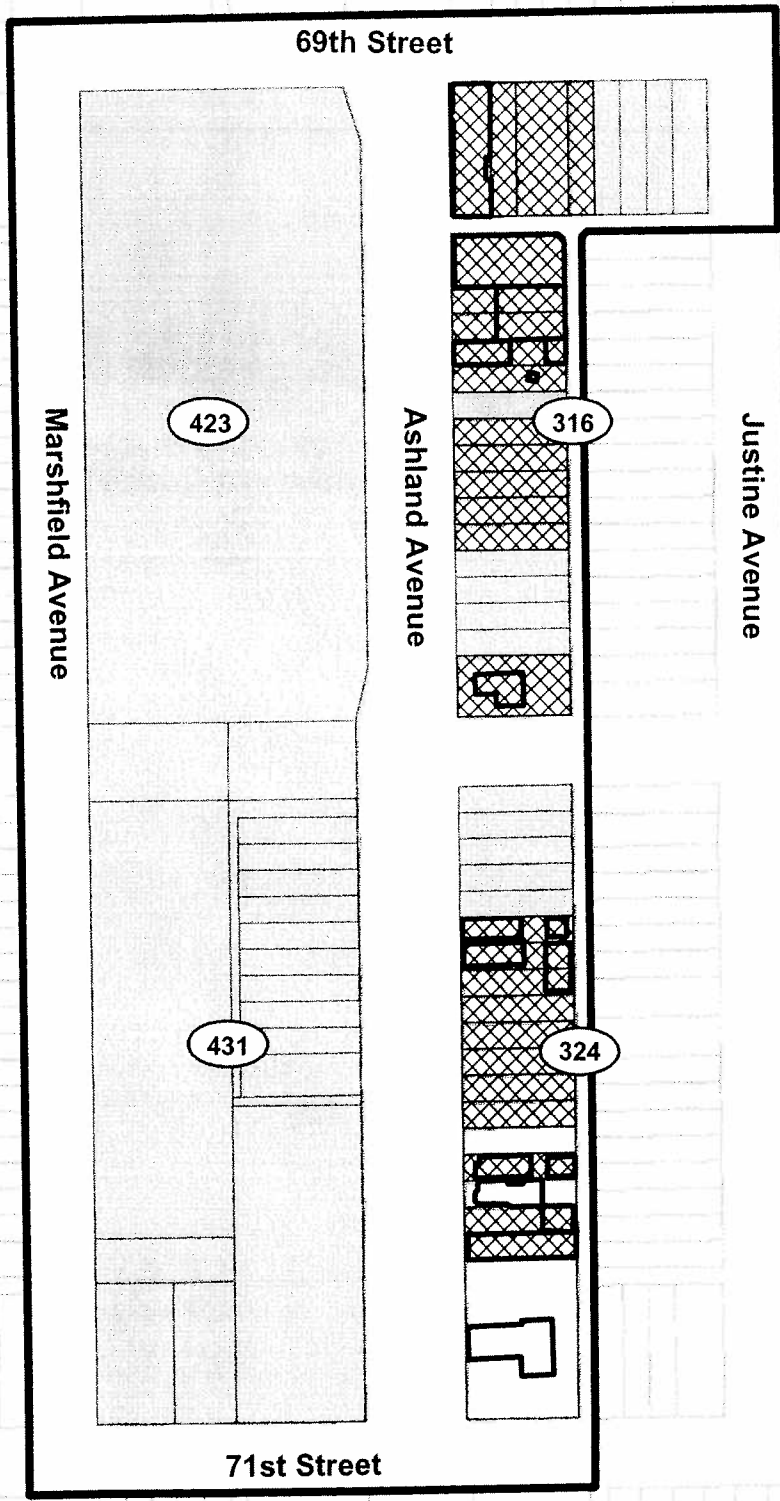 69th Street
423
316
Marshfield Avenue
Ashland Avenue
Justine Avenue
431
324
71st Street